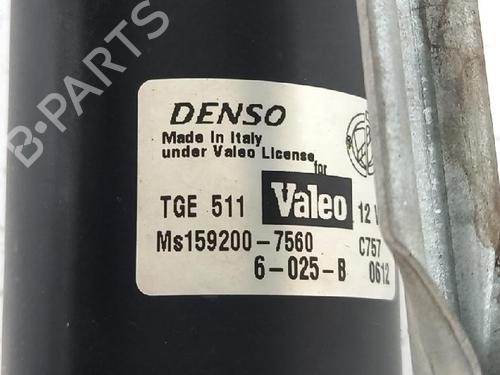 B-PARTS
DENSO
Made in Italy
under Valeo License
for
TGE 511 Valeo 12 V
Ms159200-7560 C757
6-025-B 0612